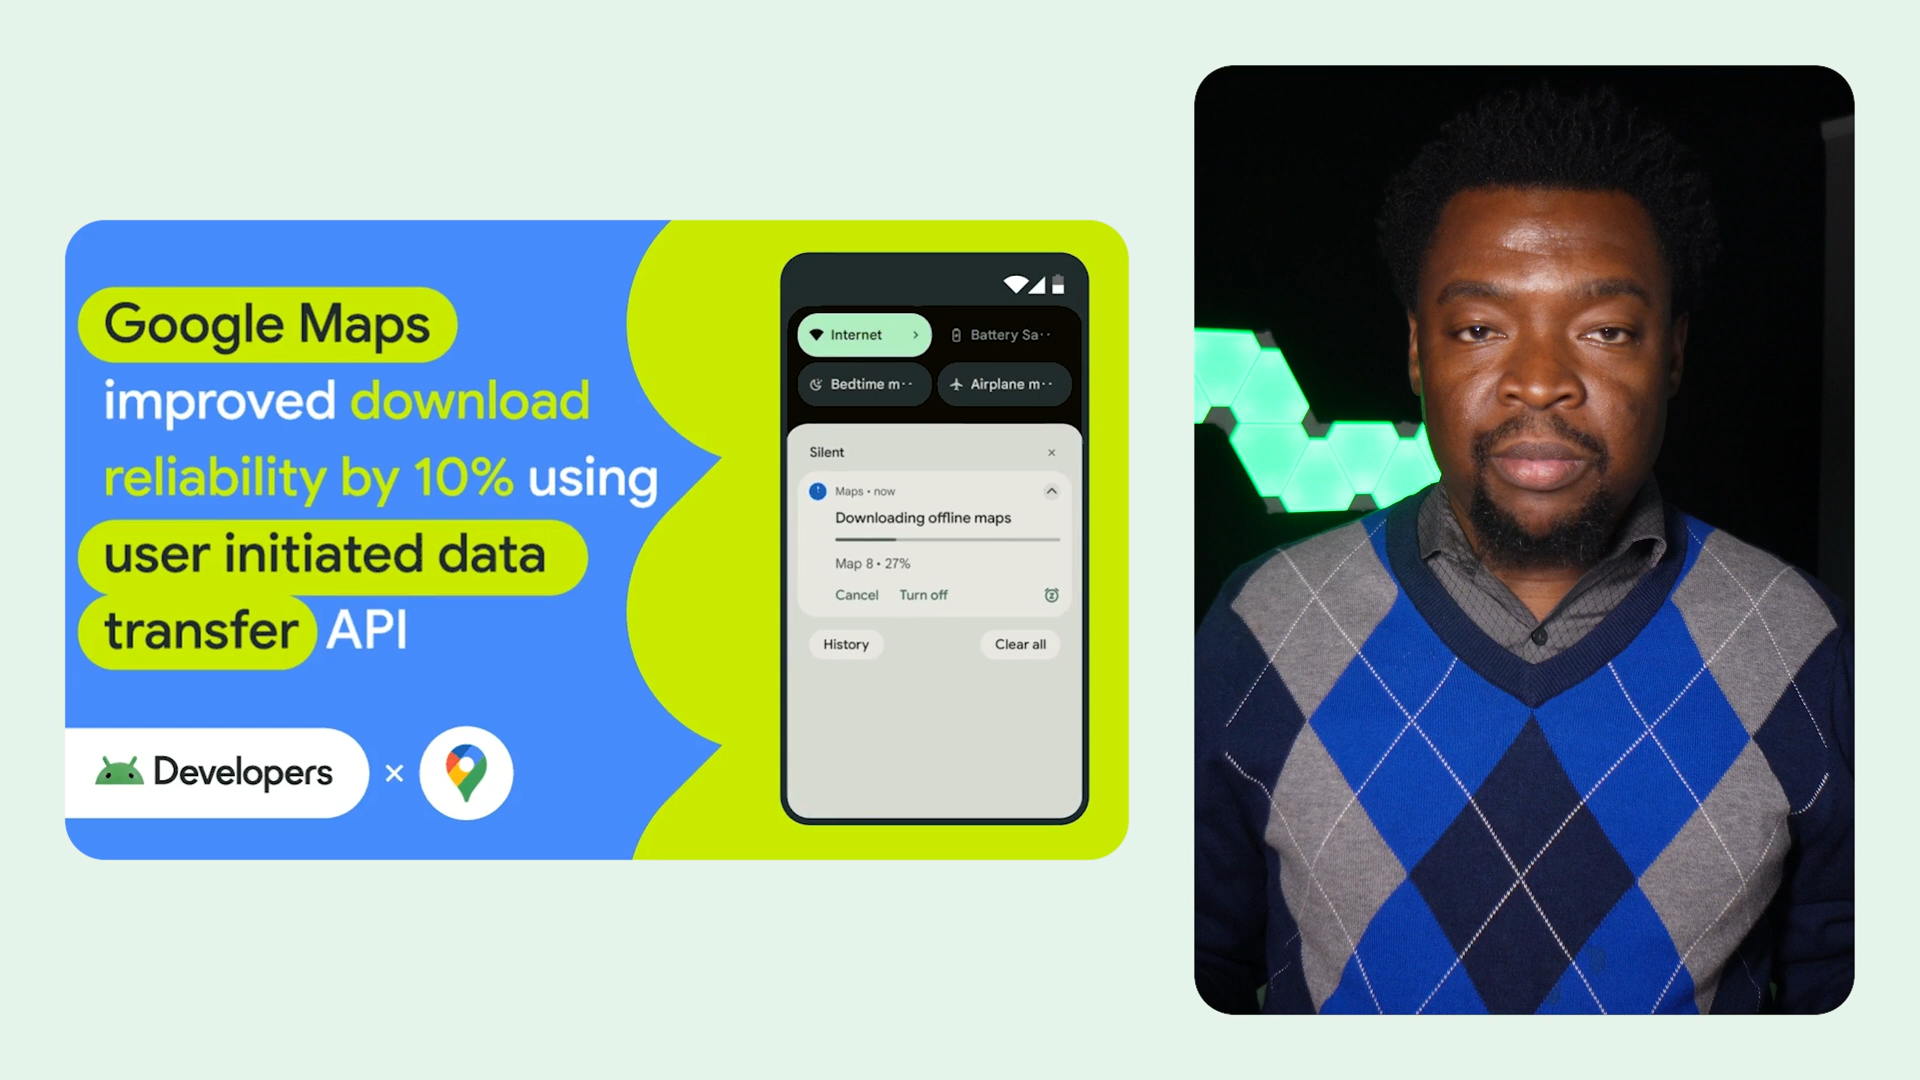 Google Maps
improved download
reliability by 10% using
user initiated data
transfer API
Developers
×
Internet
Battery Sa··
Bedtime m··
Airplane m··
Silent
Maps • now
Downloading offline maps
Map 8 • 27%
Cancel Turn off
History Clear all